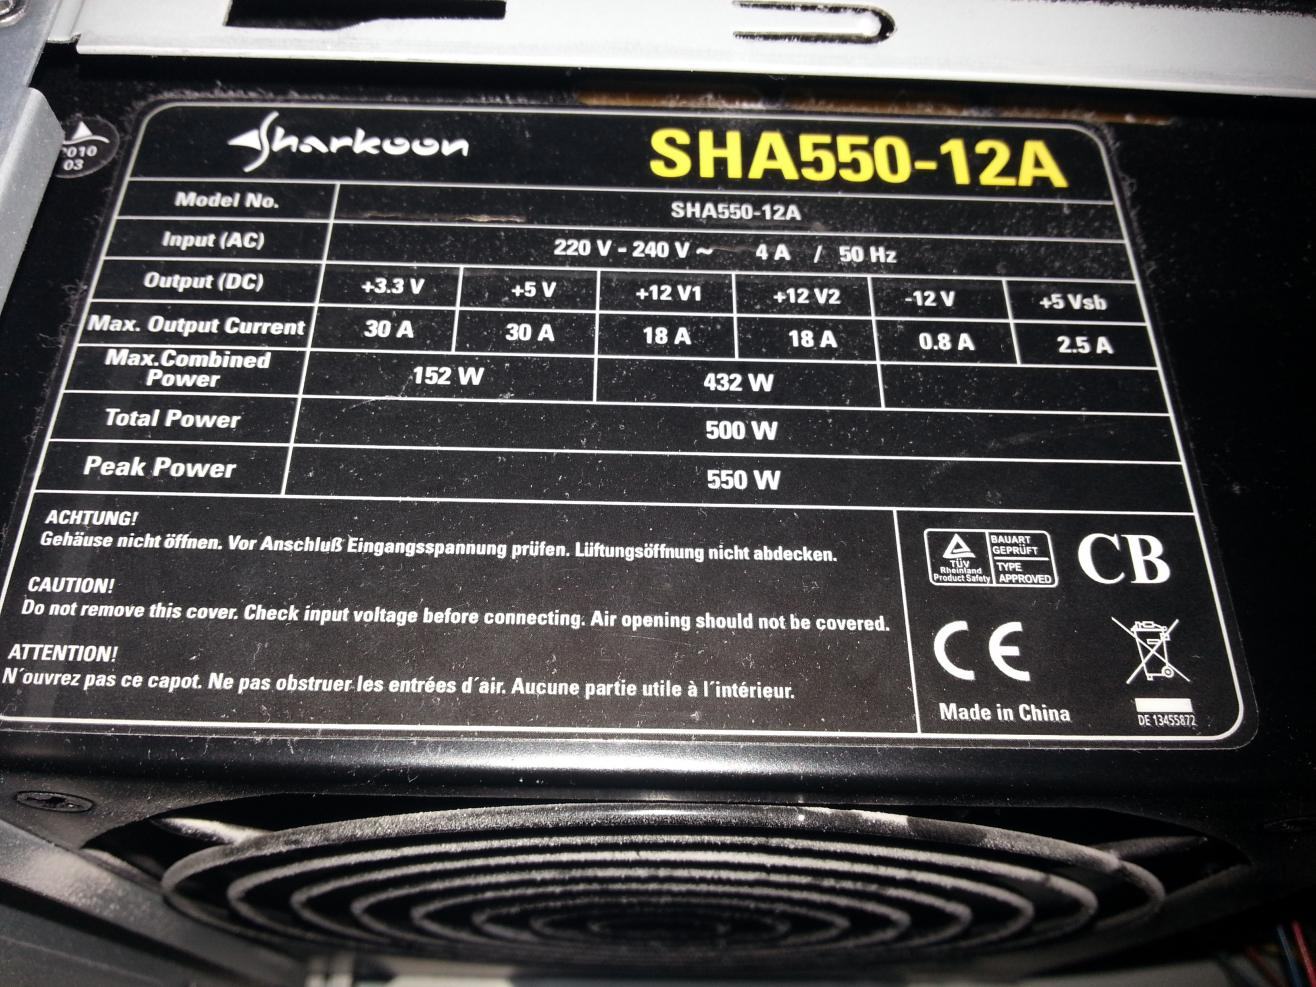 2010
03
Sharkoon
SHA550-12A
Model No. SHA550-12A
Input (AC) 220 V - 240 V ~ 4 A / 50 Hz
Output (DC) +3.3 V +5 V +12 V1 +12 V2 -12 V +5 Vsb
Max. Output Current 30 A 30 A 18 A 18 A 0.8 A 2.5 A
Max.Combined
Power 152 W 432 W
Total Power 500 W
Peak Power 550 W
ACHTUNG!
Gehäuse nicht öffnen. Vor Anschluß Eingangsspannung prüfen. Lüftungsöffnung nicht abdecken.
CAUTION!
Do not remove this cover. Check input voltage before connecting. Air opening should not be covered.
ATTENTION!
N´ouvrez pas ce capot. Ne pas obstruer les entrées d´air. Aucune partie utile à l´intérieur.
TÜV
Rheinland
Product Safety
BAUART
GEPRÜFT
TYPE
APPROVED
CB
CE
Made in China
DE 13455872